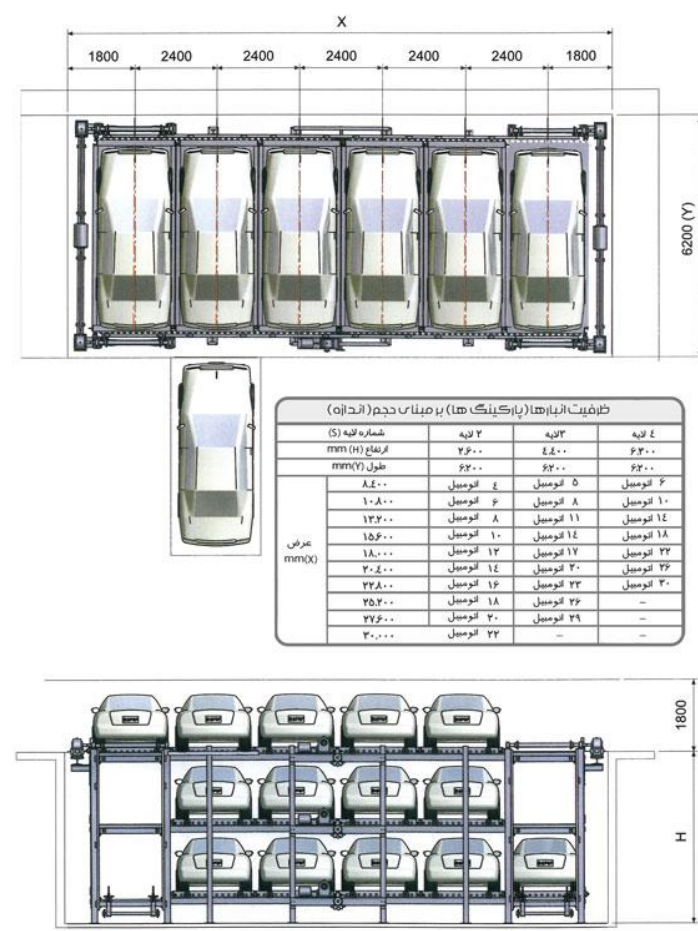 X
1800 2400 2400 2400 2400 2400 1800
6200 (Y)
ظرفیت انبارها(پارکینگ ها) بر مبنای حجم( اندازه)
شماره لایه (S) ۲ لایه ۳لایه ٤ لایه
ارتفاع (H) mm ۲.۶۰۰ ٤.٤۰۰ ۶.۲۰۰
طول (Y)mm ۶.۲۰۰ ۶.۲۰۰ ۶.۲۰۰
عرض
mm(X)
۸.٤۰۰ ٤ اتومبیل ۵ اتومبیل ۶ اتومبیل
۱۰.۸۰۰ ۶ اتومبیل ۸ اتومبیل ۱۰ اتومبیل
۱۳.۲۰۰ ۸ اتومبیل ۱۱ اتومبیل ۱٤ اتومبیل
۱۵.۶۰۰ ۱۰ اتومبیل ۱٤ اتومبیل ۱۸ اتومبیل
۱۸.۰۰۰ ۱۲ اتومبیل ۱۷ اتومبیل ۲۲ اتومبیل
۲۰.٤۰۰ ۱٤ اتومبیل ۲۰ اتومبیل ۲۶ اتومبیل
۲۲.۸۰۰ ۱۶ اتومبیل ۲۳ اتومبیل ۳۰ اتومبیل
۲۵.۲۰۰ ۱۸ اتومبیل ۲۶ اتومبیل –
۲۷.۶۰۰ ۲۰ اتومبیل ۲۹ اتومبیل –
۳۰.۰۰۰ ۲۲ اتومبیل – –
1800
H